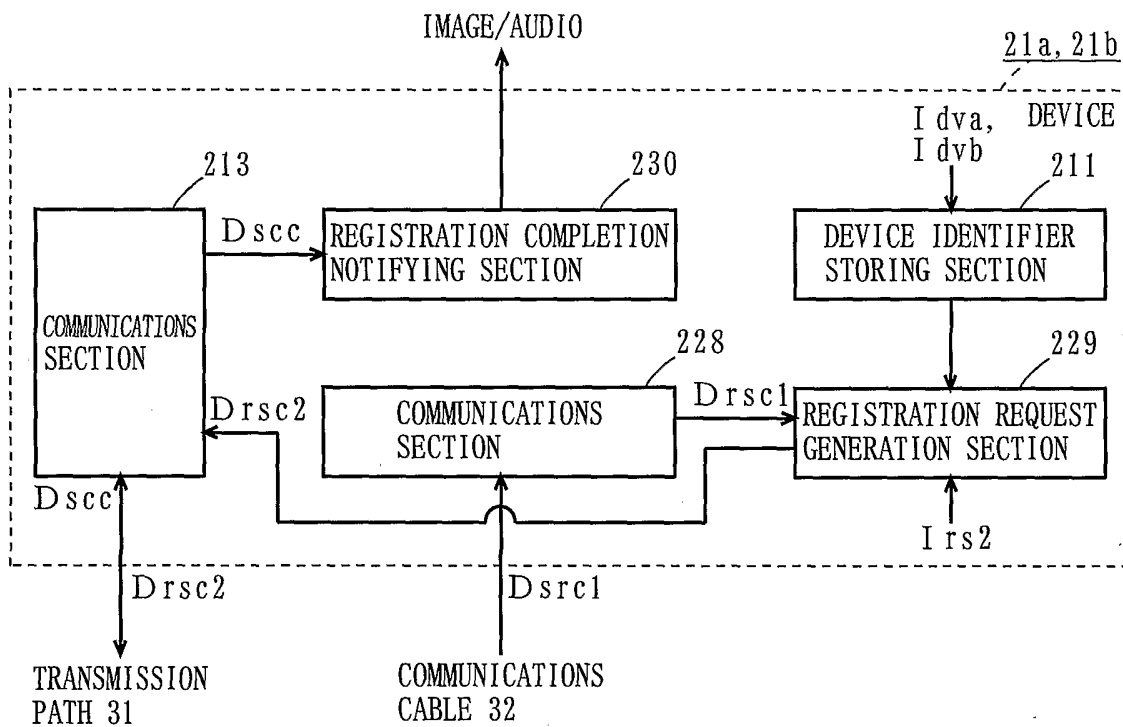 IMAGE/AUDIO
21a, 21b
I dva,
I dvb
DEVICE
213
230
211
Dscc
REGISTRATION COMPLETION
NOTIFYING SECTION
DEVICE IDENTIFIER
STORING SECTION
COMMUNICATIONS
SECTION
228
229
Drsc2
COMMUNICATIONS
SECTION
Drsc1
REGISTRATION REQUEST
GENERATION SECTION
Dscc
I rs2
Drsc2
Dsrc1
TRANSMISSION
PATH 31
COMMUNICATIONS
CABLE 32